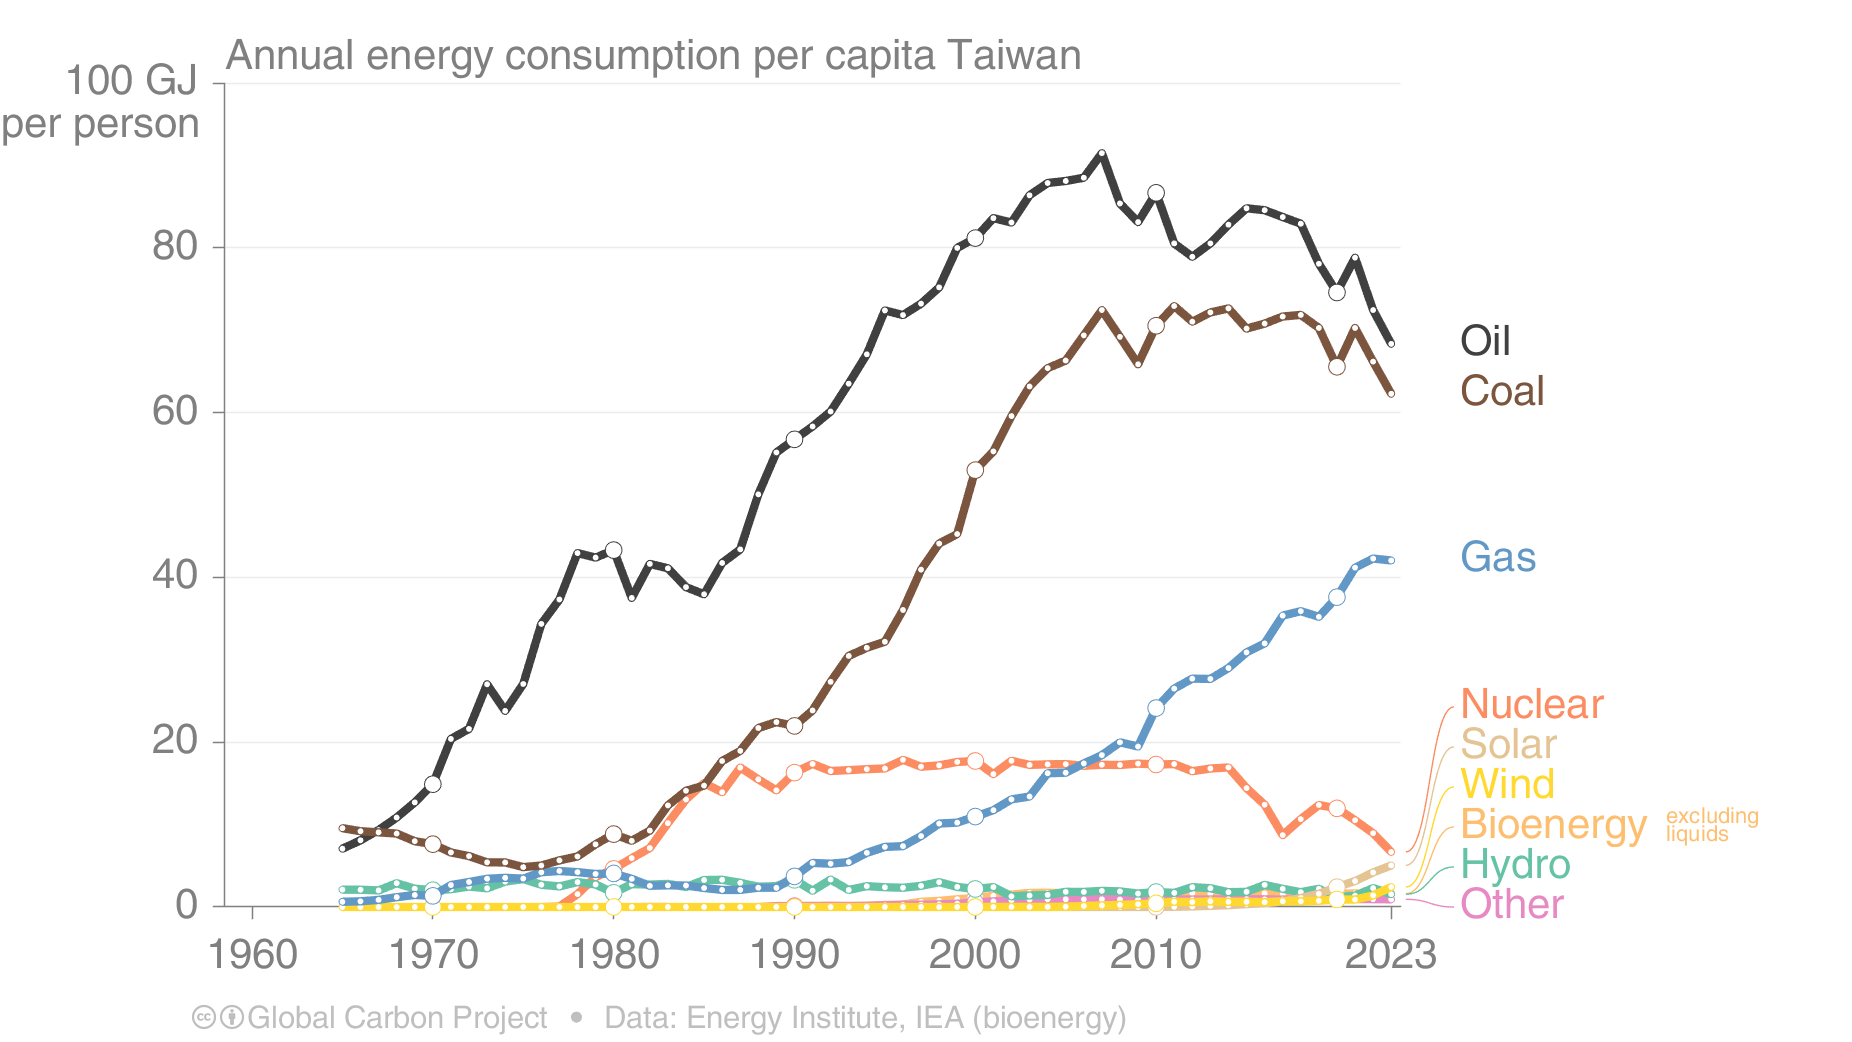 Annual energy consumption per capita Taiwan
100 GJ
per person
80
60
40
20
0
1960 1970 1980 1990 2000 2010 2023
Oil
Coal
Gas
Nuclear
Solar
Wind
Bioenergy excluding
liquids
Hydro
Other
cc Global Carbon Project • Data: Energy Institute, IEA (bioenergy)